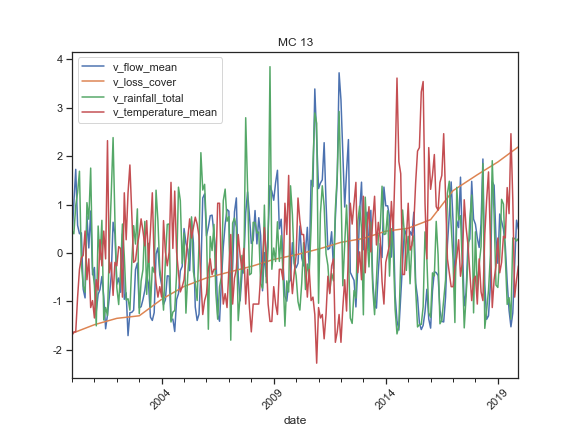 MC 13
v_flow_mean
v_loss_cover
v_rainfall_total
v_temperature_mean
4
3
2
1
0
-1
-2
2004
2009
2014
2019
date